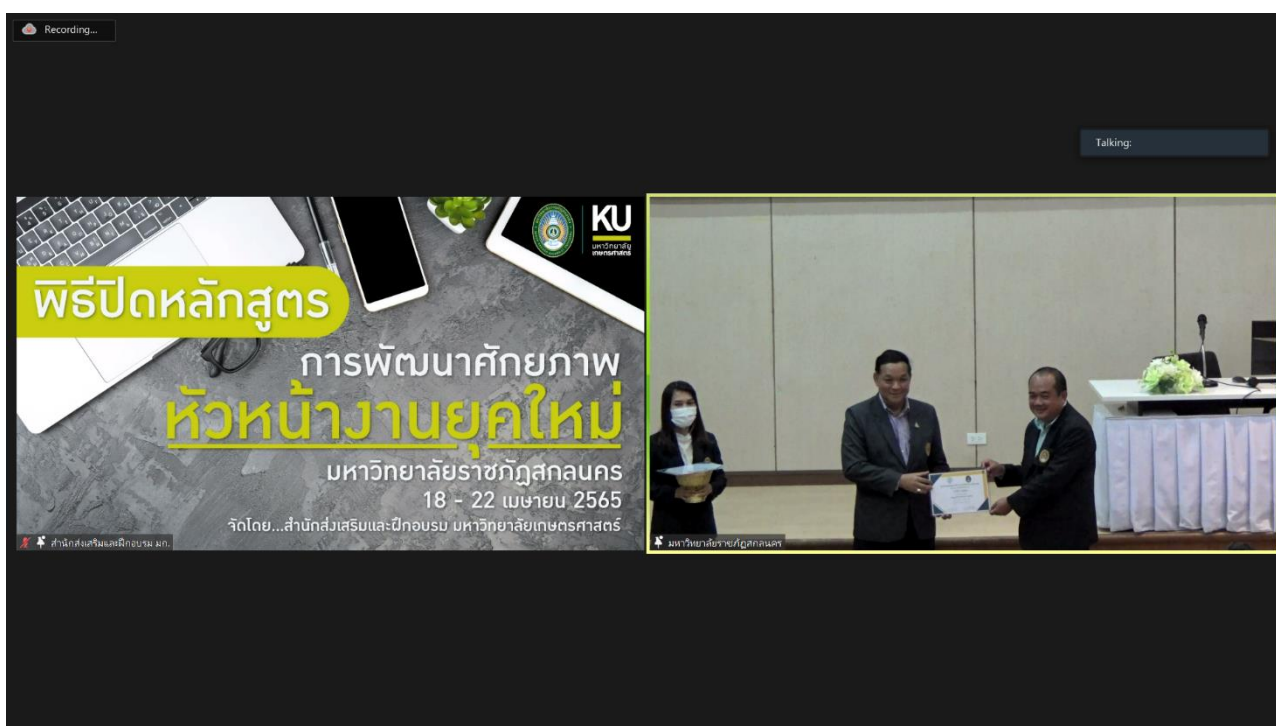 Recording...
Talking:
KU
มหาวิทยาลัย
เกษตรศาสตร์
พิธีปิดหลักสูตร
การพัฒนาศักยภาพ
หัวหน้างานยุคใหม่
มหาวิทยาลัยราชภัฏสกลนคร
18 - 22 เมษายน 2565
จัดโดย...สำนักส่งเสริมและฝึกอบรม มหาวิทยาลัยเกษตรศาสตร์
สำนักส่งเสริมและฝึกอบรม มก.
มหาวิทยาลัยราชภัฏสกลนคร